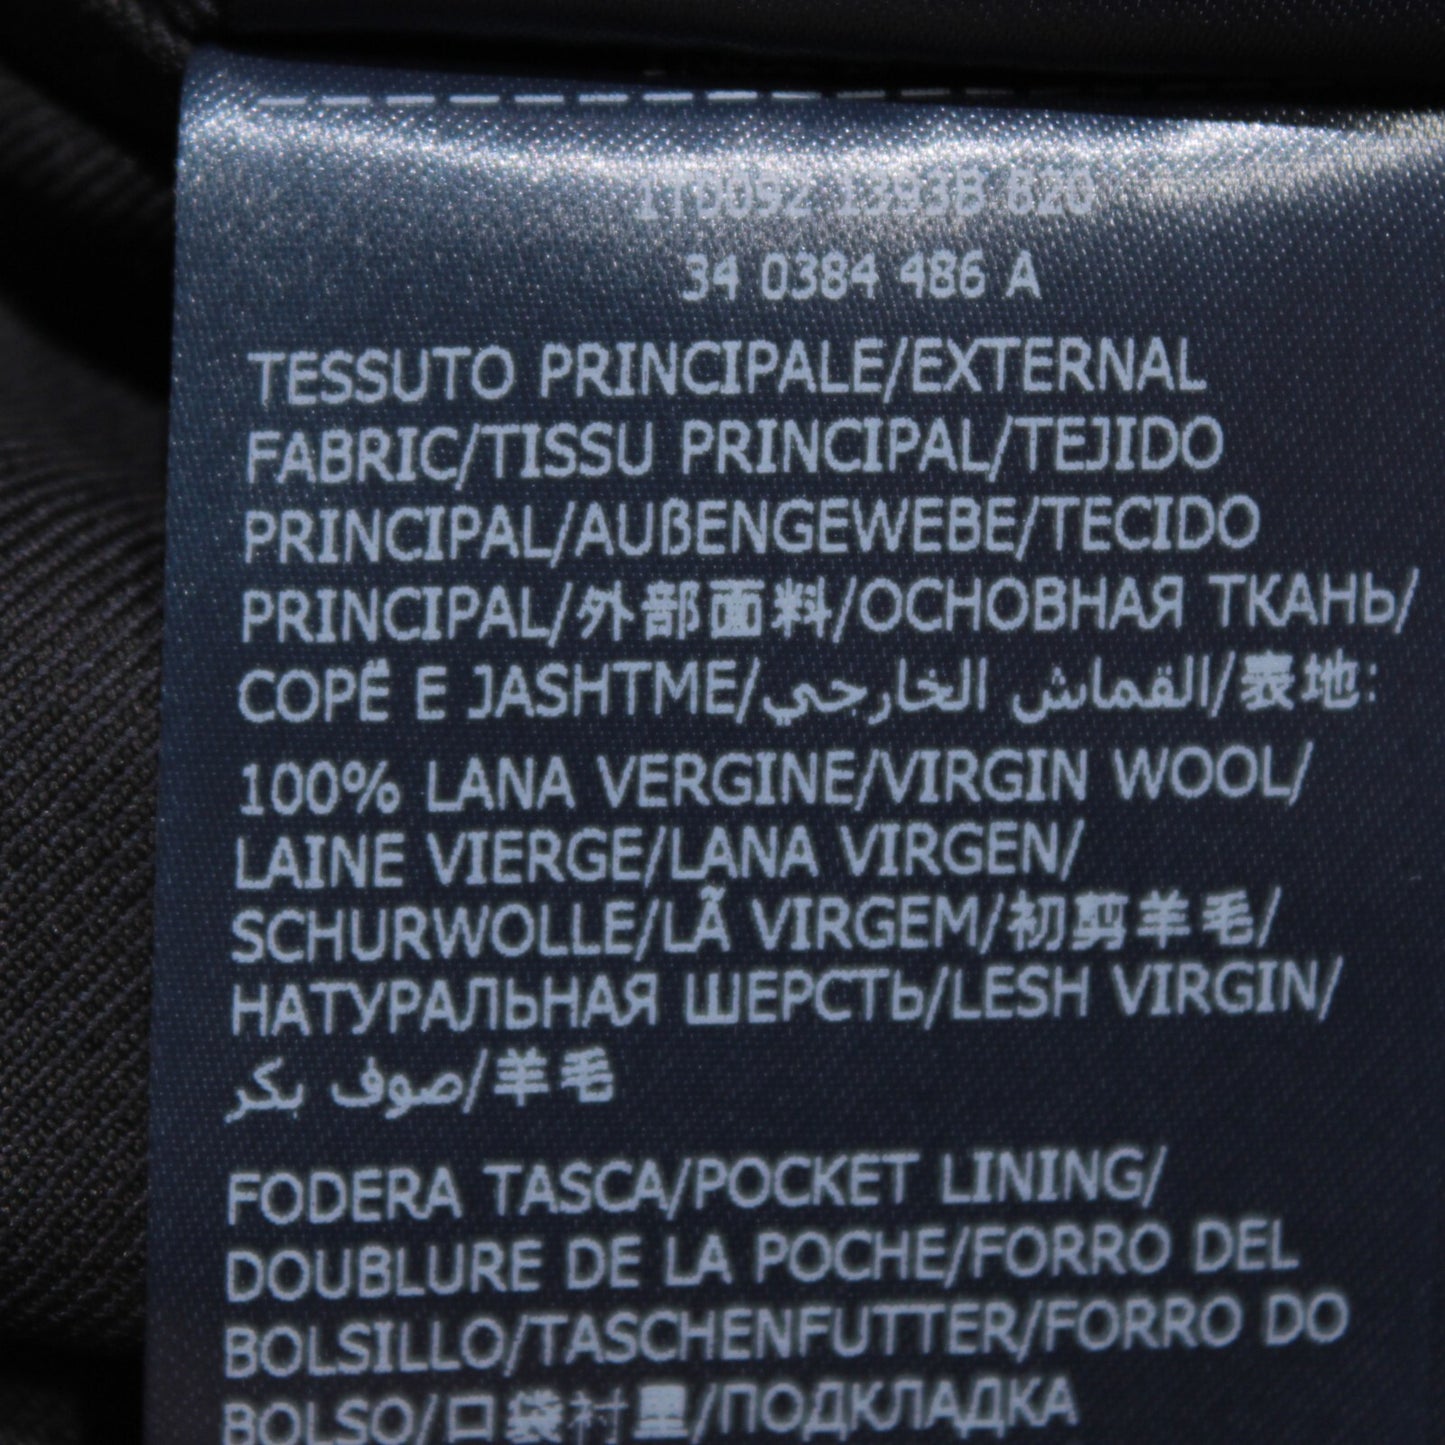 1T0092 1393B 820
34 0384 486 A
TESSUTO PRINCIPALE/EXTERNAL
FABRIC/TISSU PRINCIPAL/TEJIDO
PRINCIPAL/AUßENGEWEBE/TECIDO
PRINCIPAL/外部面料/ОСНОВНАЯ ТКАНЬ/
COPË E JASHTME/القماش الخارجي/表地:
100% LANA VERGINE/VIRGIN WOOL/
LAINE VIERGE/LANA VIRGEN/
SCHURWOLLE/LÃ VIRGEM/初剪羊毛/
НАТУРАЛЬНАЯ ШЕРСТЬ/LESH VIRGIN/
صوف بكر/羊毛
FODERA TASCA/POCKET LINING/
DOUBLURE DE LA POCHE/FORRO DEL
BOLSILLO/TASCHENFUTTER/FORRO DO
BOLSO/口袋衬里/ПОДКЛАДКА